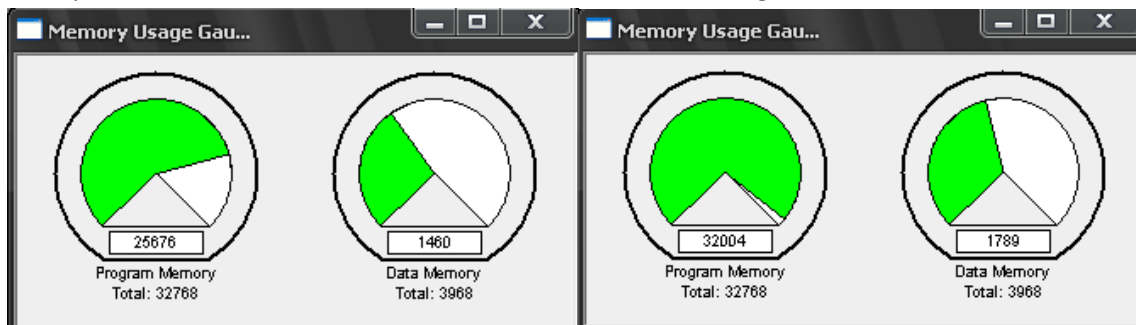 Memory Usage Gau...
25676
Program Memory
Total: 32768
1460
Data Memory
Total: 3968
Memory Usage Gau...
32004
Program Memory
Total: 32768
1789
Data Memory
Total: 3968